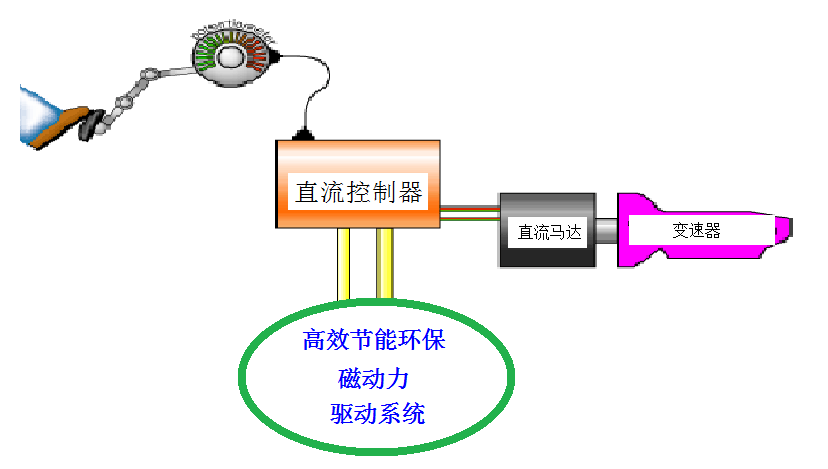 potentiometer
直流控制器
直流马达
变速器
高效节能环保
磁动力
驱动系统